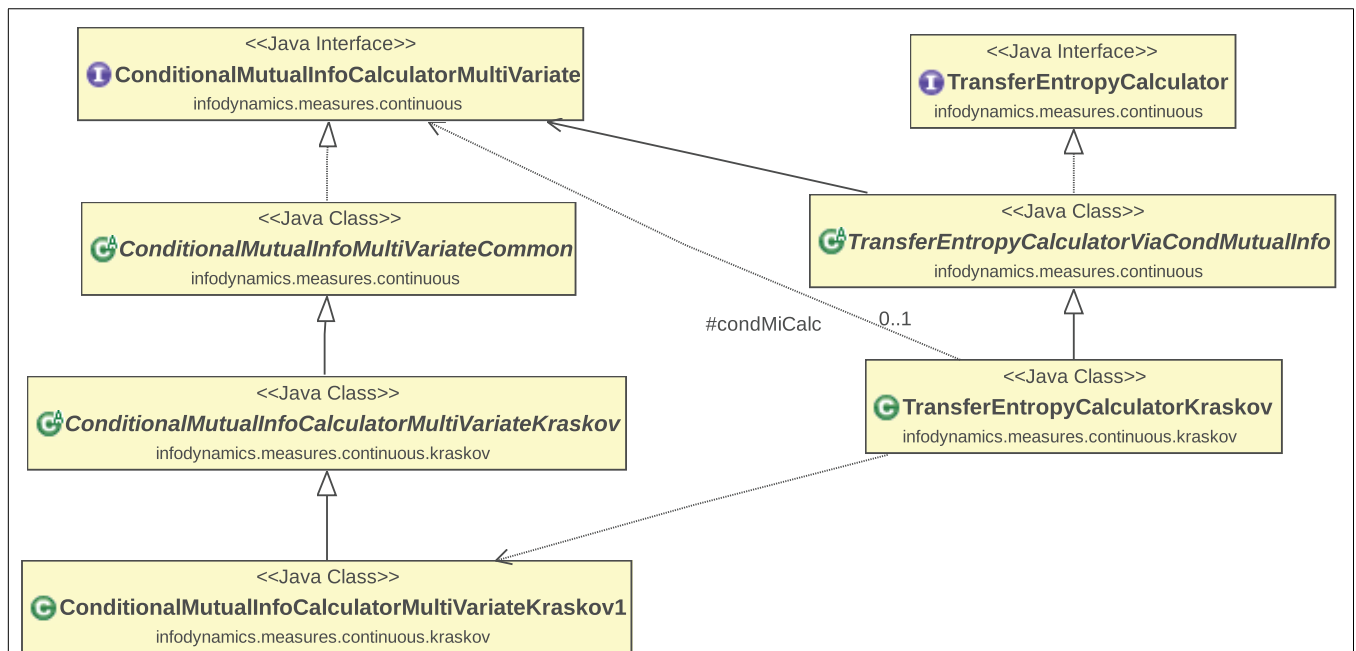 <<Java Interface>>
ConditionalMutualInfoCalculatorMultiVariate
infodynamics.measures.continuous
<<Java Interface>>
TransferEntropyCalculator
infodynamics.measures.continuous
<<Java Class>>
ConditionalMutualInfoMultiVariateCommon
infodynamics.measures.continuous
<<Java Class>>
TransferEntropyCalculatorViaCondMutualInfo
infodynamics.measures.continuous
#condMiCalc
0..1
<<Java Class>>
ConditionalMutualInfoCalculatorMultiVariateKraskov
infodynamics.measures.continuous.kraskov
<<Java Class>>
TransferEntropyCalculatorKraskov
infodynamics.measures.continuous.kraskov
<<Java Class>>
ConditionalMutualInfoCalculatorMultiVariateKraskov1
infodynamics.measures.continuous.kraskov